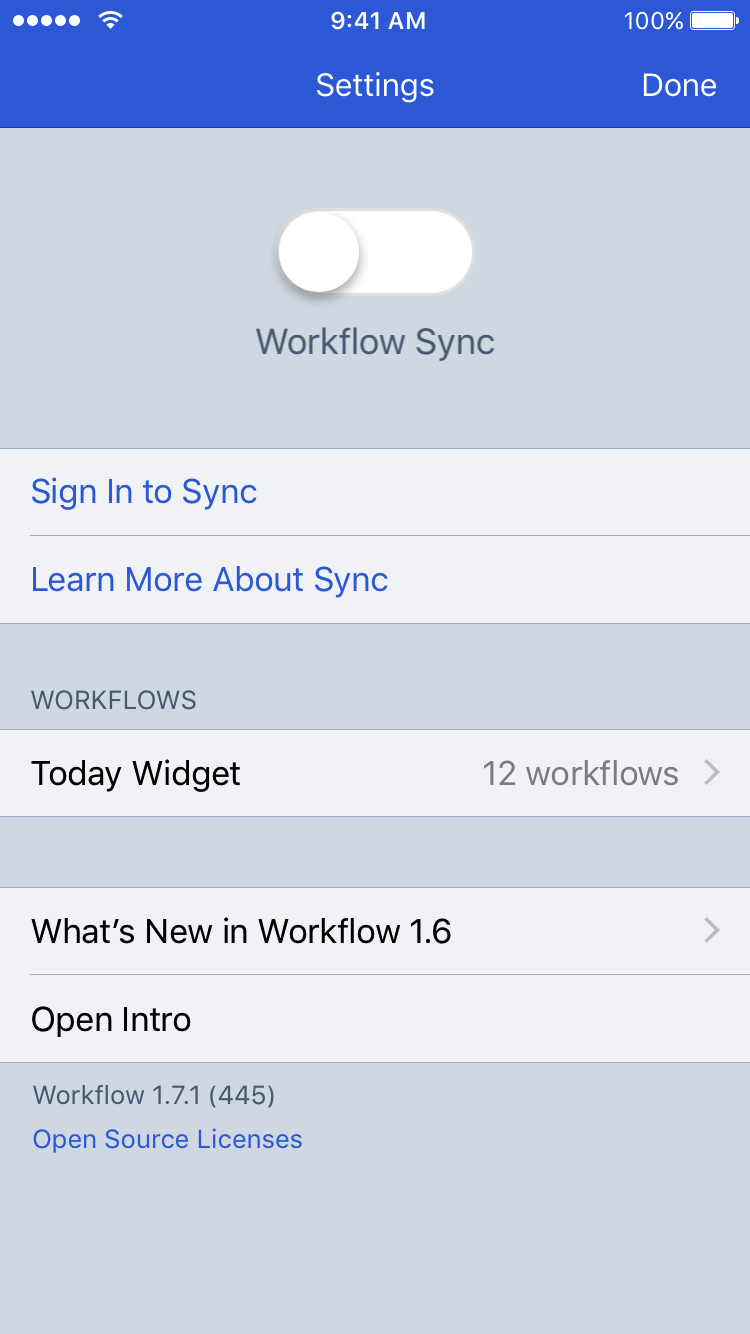 9:41 AM 100%
Settings Done
Workflow Sync
Sign In to Sync
Learn More About Sync
WORKFLOWS
Today Widget 12 workflows
What’s New in Workflow 1.6
Open Intro
Workflow 1.7.1 (445)
Open Source Licenses